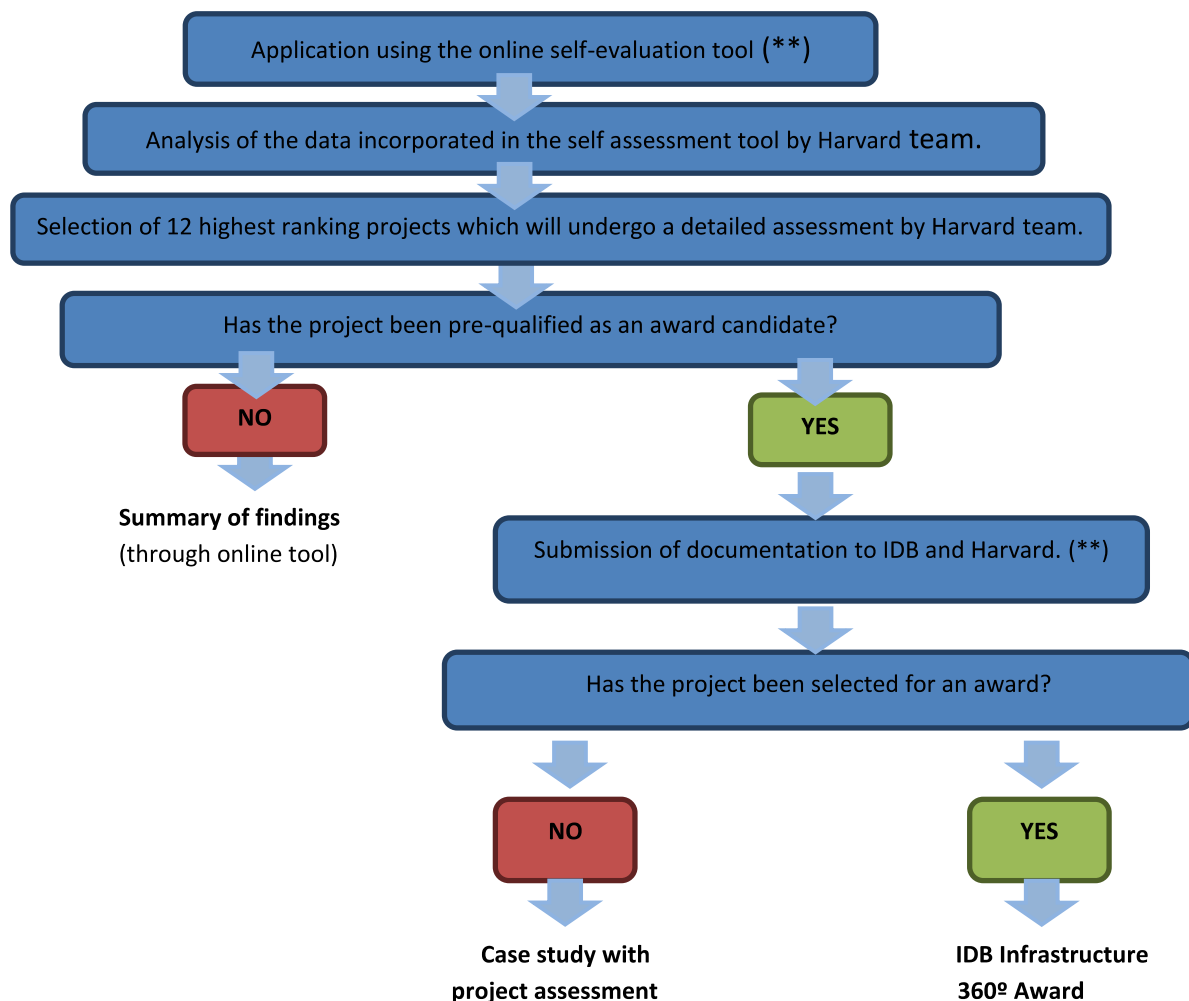 Application using the online self-evaluation tool (**)
Analysis of the data incorporated in the self assessment tool by Harvard team.
Selection of 12 highest ranking projects which will undergo a detailed assessment by Harvard team.
Has the project been pre-qualified as an award candidate?
NO
YES
Summary of findings
(through online tool)
Submission of documentation to IDB and Harvard. (**)
Has the project been selected for an award?
NO
YES
Case study with
project assessment
IDB Infrastructure
360º Award